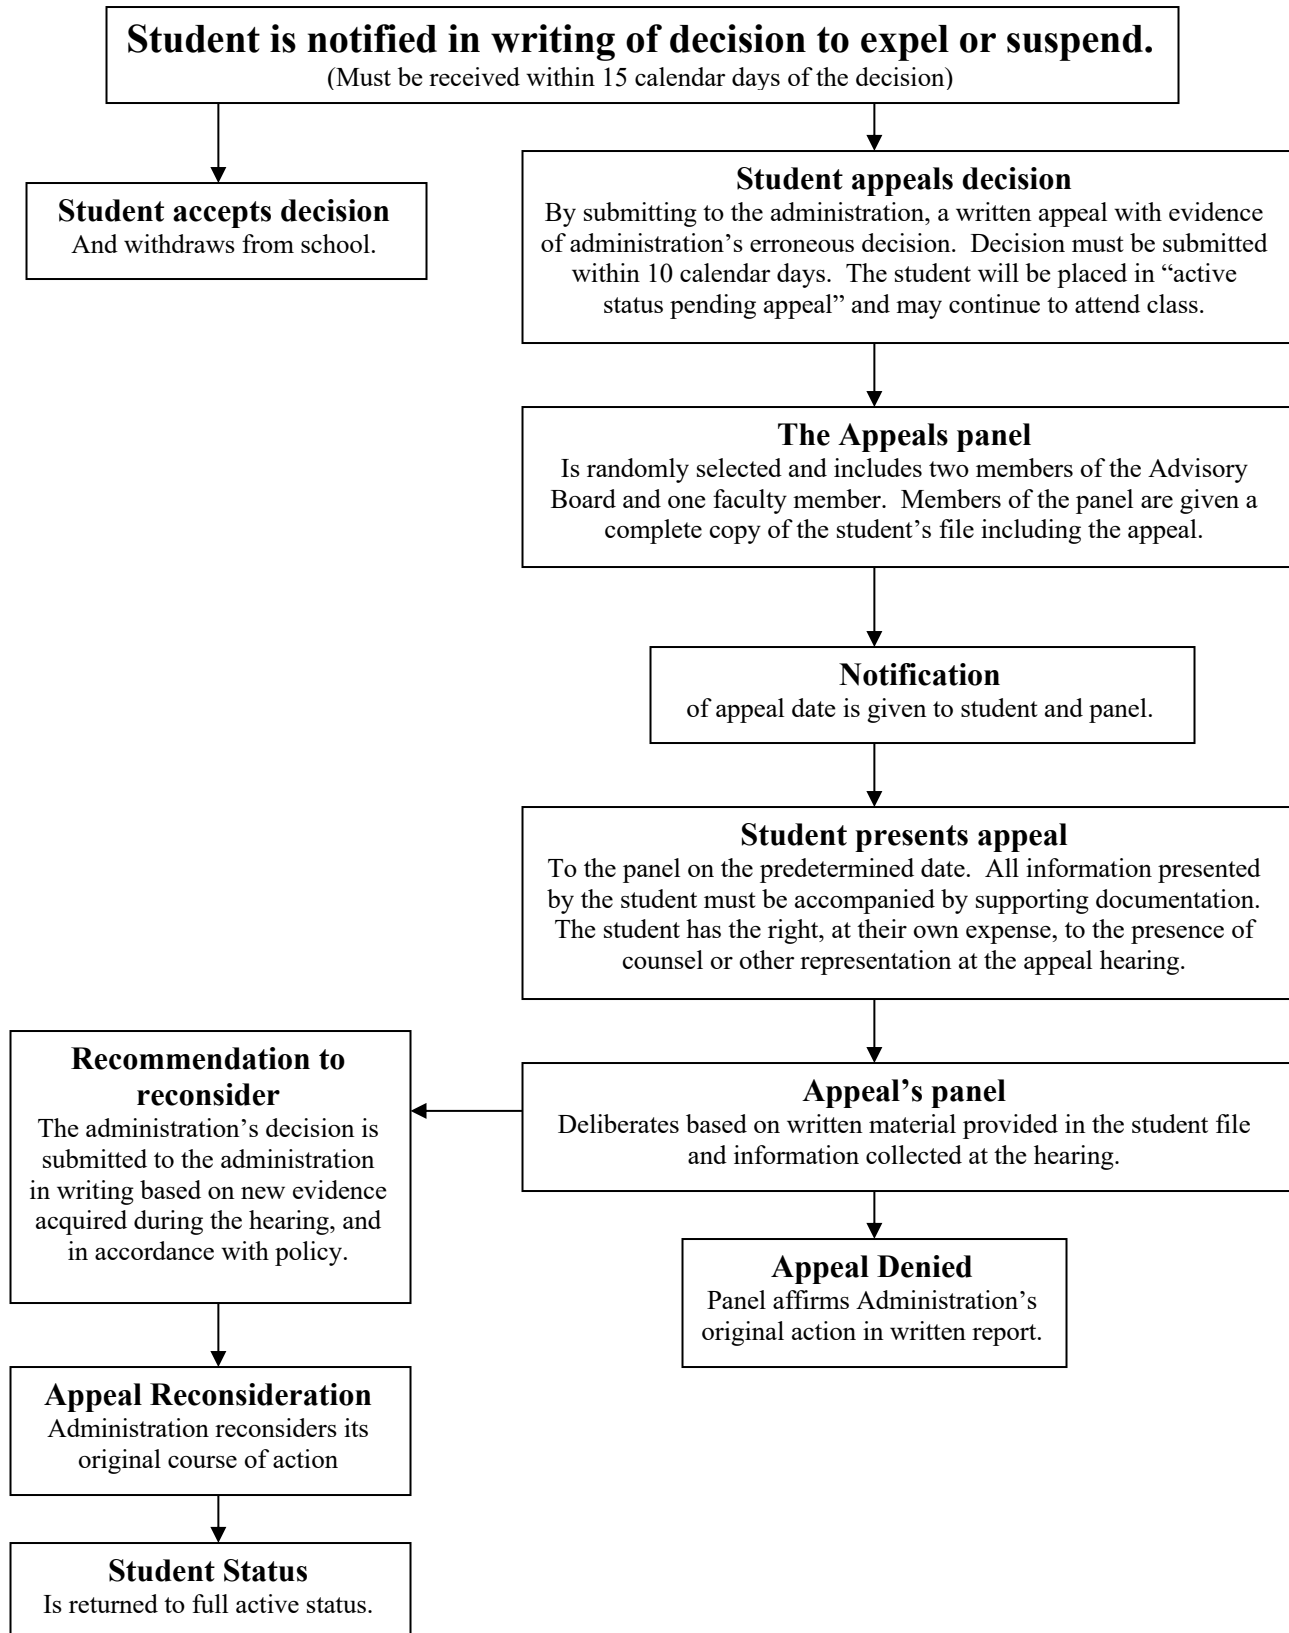 Student is notified in writing of decision to expel or suspend.
(Must be received within 15 calendar days of the decision)
Student accepts decision
And withdraws from school.
Student appeals decision
By submitting to the administration, a written appeal with evidence
of administration’s erroneous decision.  Decision must be submitted
within 10 calendar days.  The student will be placed in “active
status pending appeal” and may continue to attend class.
The Appeals panel
Is randomly selected and includes two members of the Advisory
Board and one faculty member.  Members of the panel are given a
complete copy of the student’s file including the appeal.
Notification
of appeal date is given to student and panel.
Student presents appeal
To the panel on the predetermined date.  All information presented
by the student must be accompanied by supporting documentation.
The student has the right, at their own expense, to the presence of
counsel or other representation at the appeal hearing.
Appeal’s panel
Deliberates based on written material provided in the student file
and information collected at the hearing.
Recommendation to
reconsider
The administration’s decision is
submitted to the administration
in writing based on new evidence
acquired during the hearing, and
in accordance with policy.
Appeal Denied
Panel affirms Administration’s
original action in written report.
Appeal Reconsideration
Administration reconsiders its
original course of action
Student Status
Is returned to full active status.